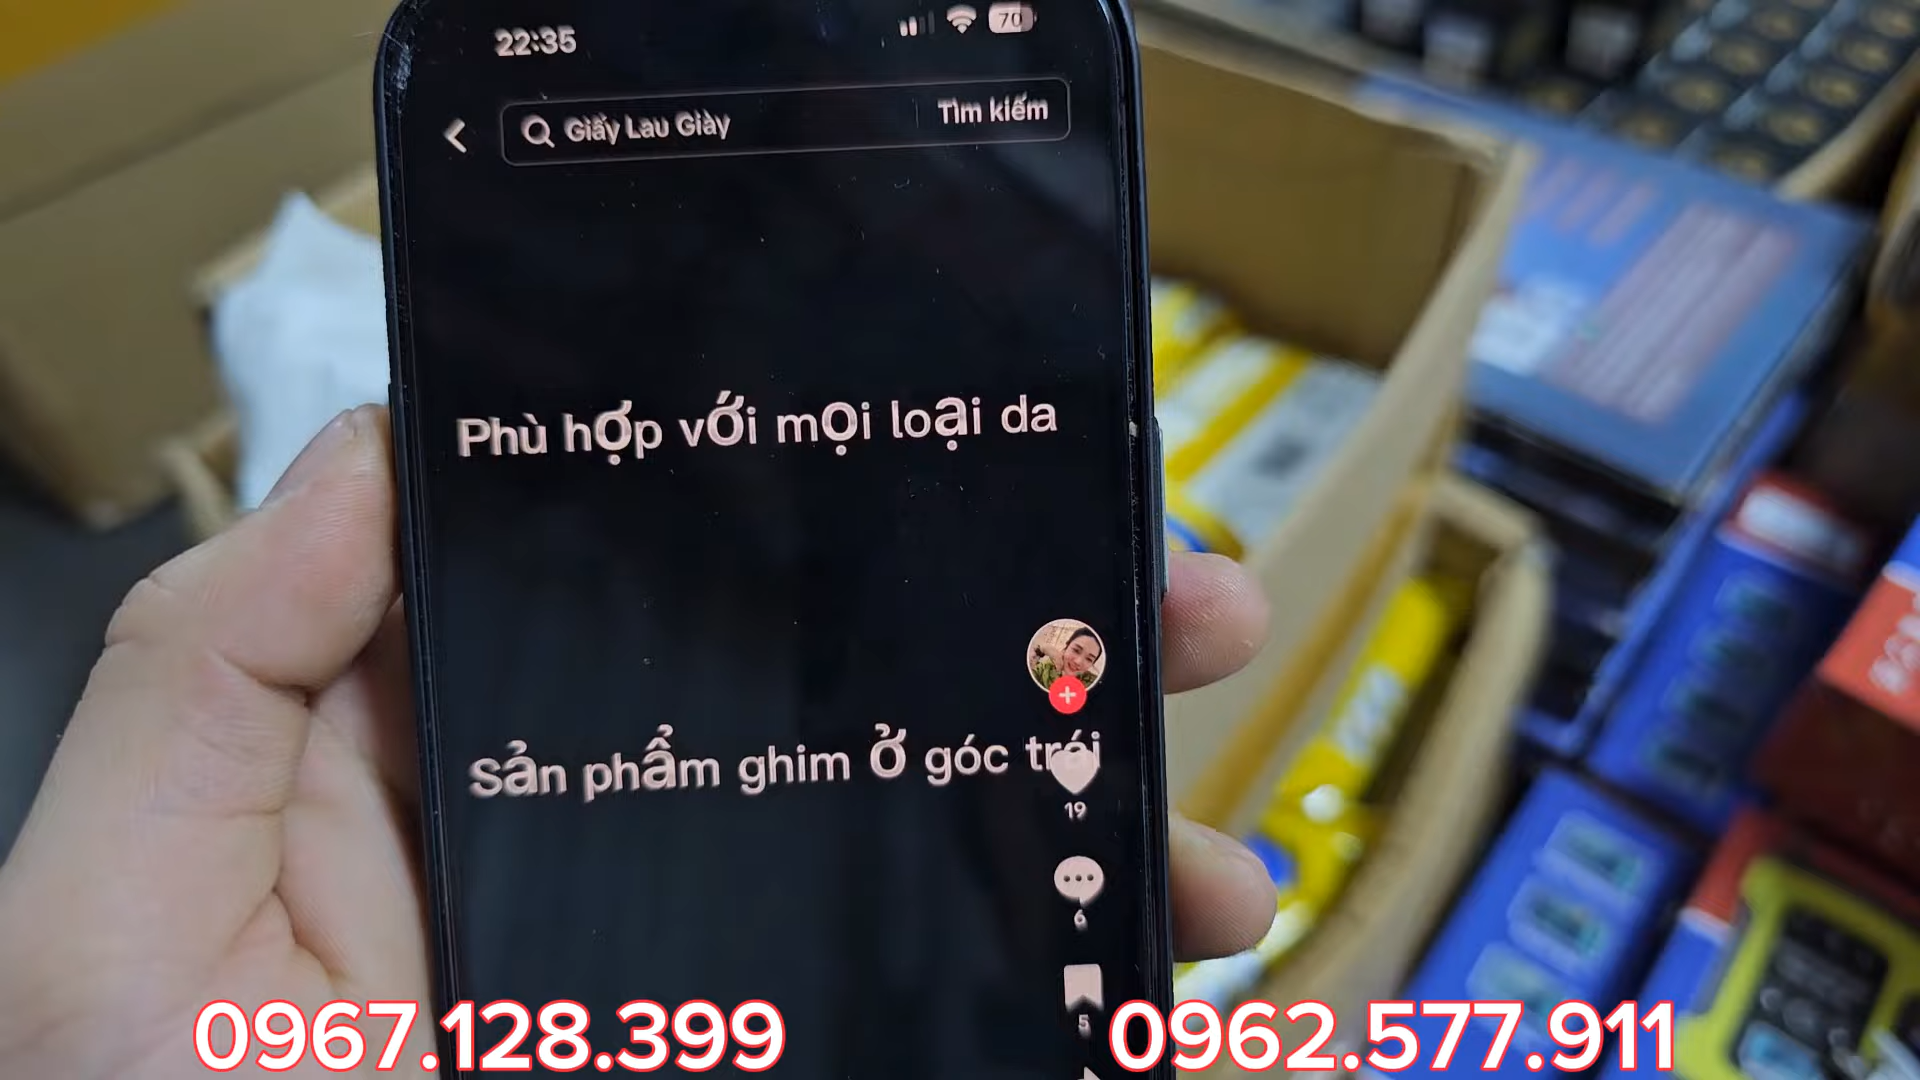 22:35
70
Giấy Lau Giày
Tìm kiếm
Phù hợp với mọi loại da
Sản phẩm ghim ở góc trái
19
6
5
0967.128.399
0962.577.911